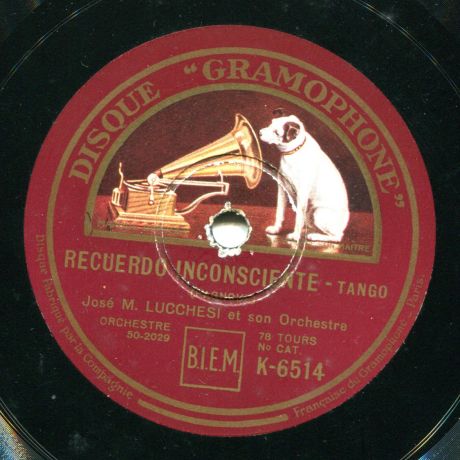 DISQUE "GRAMOPHONE"
RECUERDO INCONSCIENTE - TANGO
José M. LUCCHESI et son Orchestre
ORCHESTRE
50-2029
78 TOURS
No CAT.
B.I.E.M.
K-6514
Disque Fabriqué par la Compagnie Française du Gramophone, Paris.